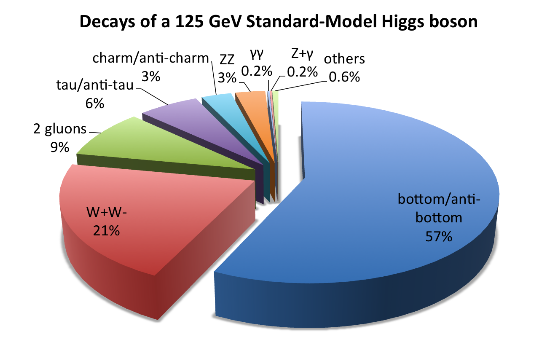 Decays of a 125 GeV Standard-Model Higgs boson
charm/anti-charm
3%
ZZ
3%
γγ
0.2%
Z+γ
0.2%
others
0.6%
tau/anti-tau
6%
2 gluons
9%
W+W-
21%
bottom/anti-
bottom
57%